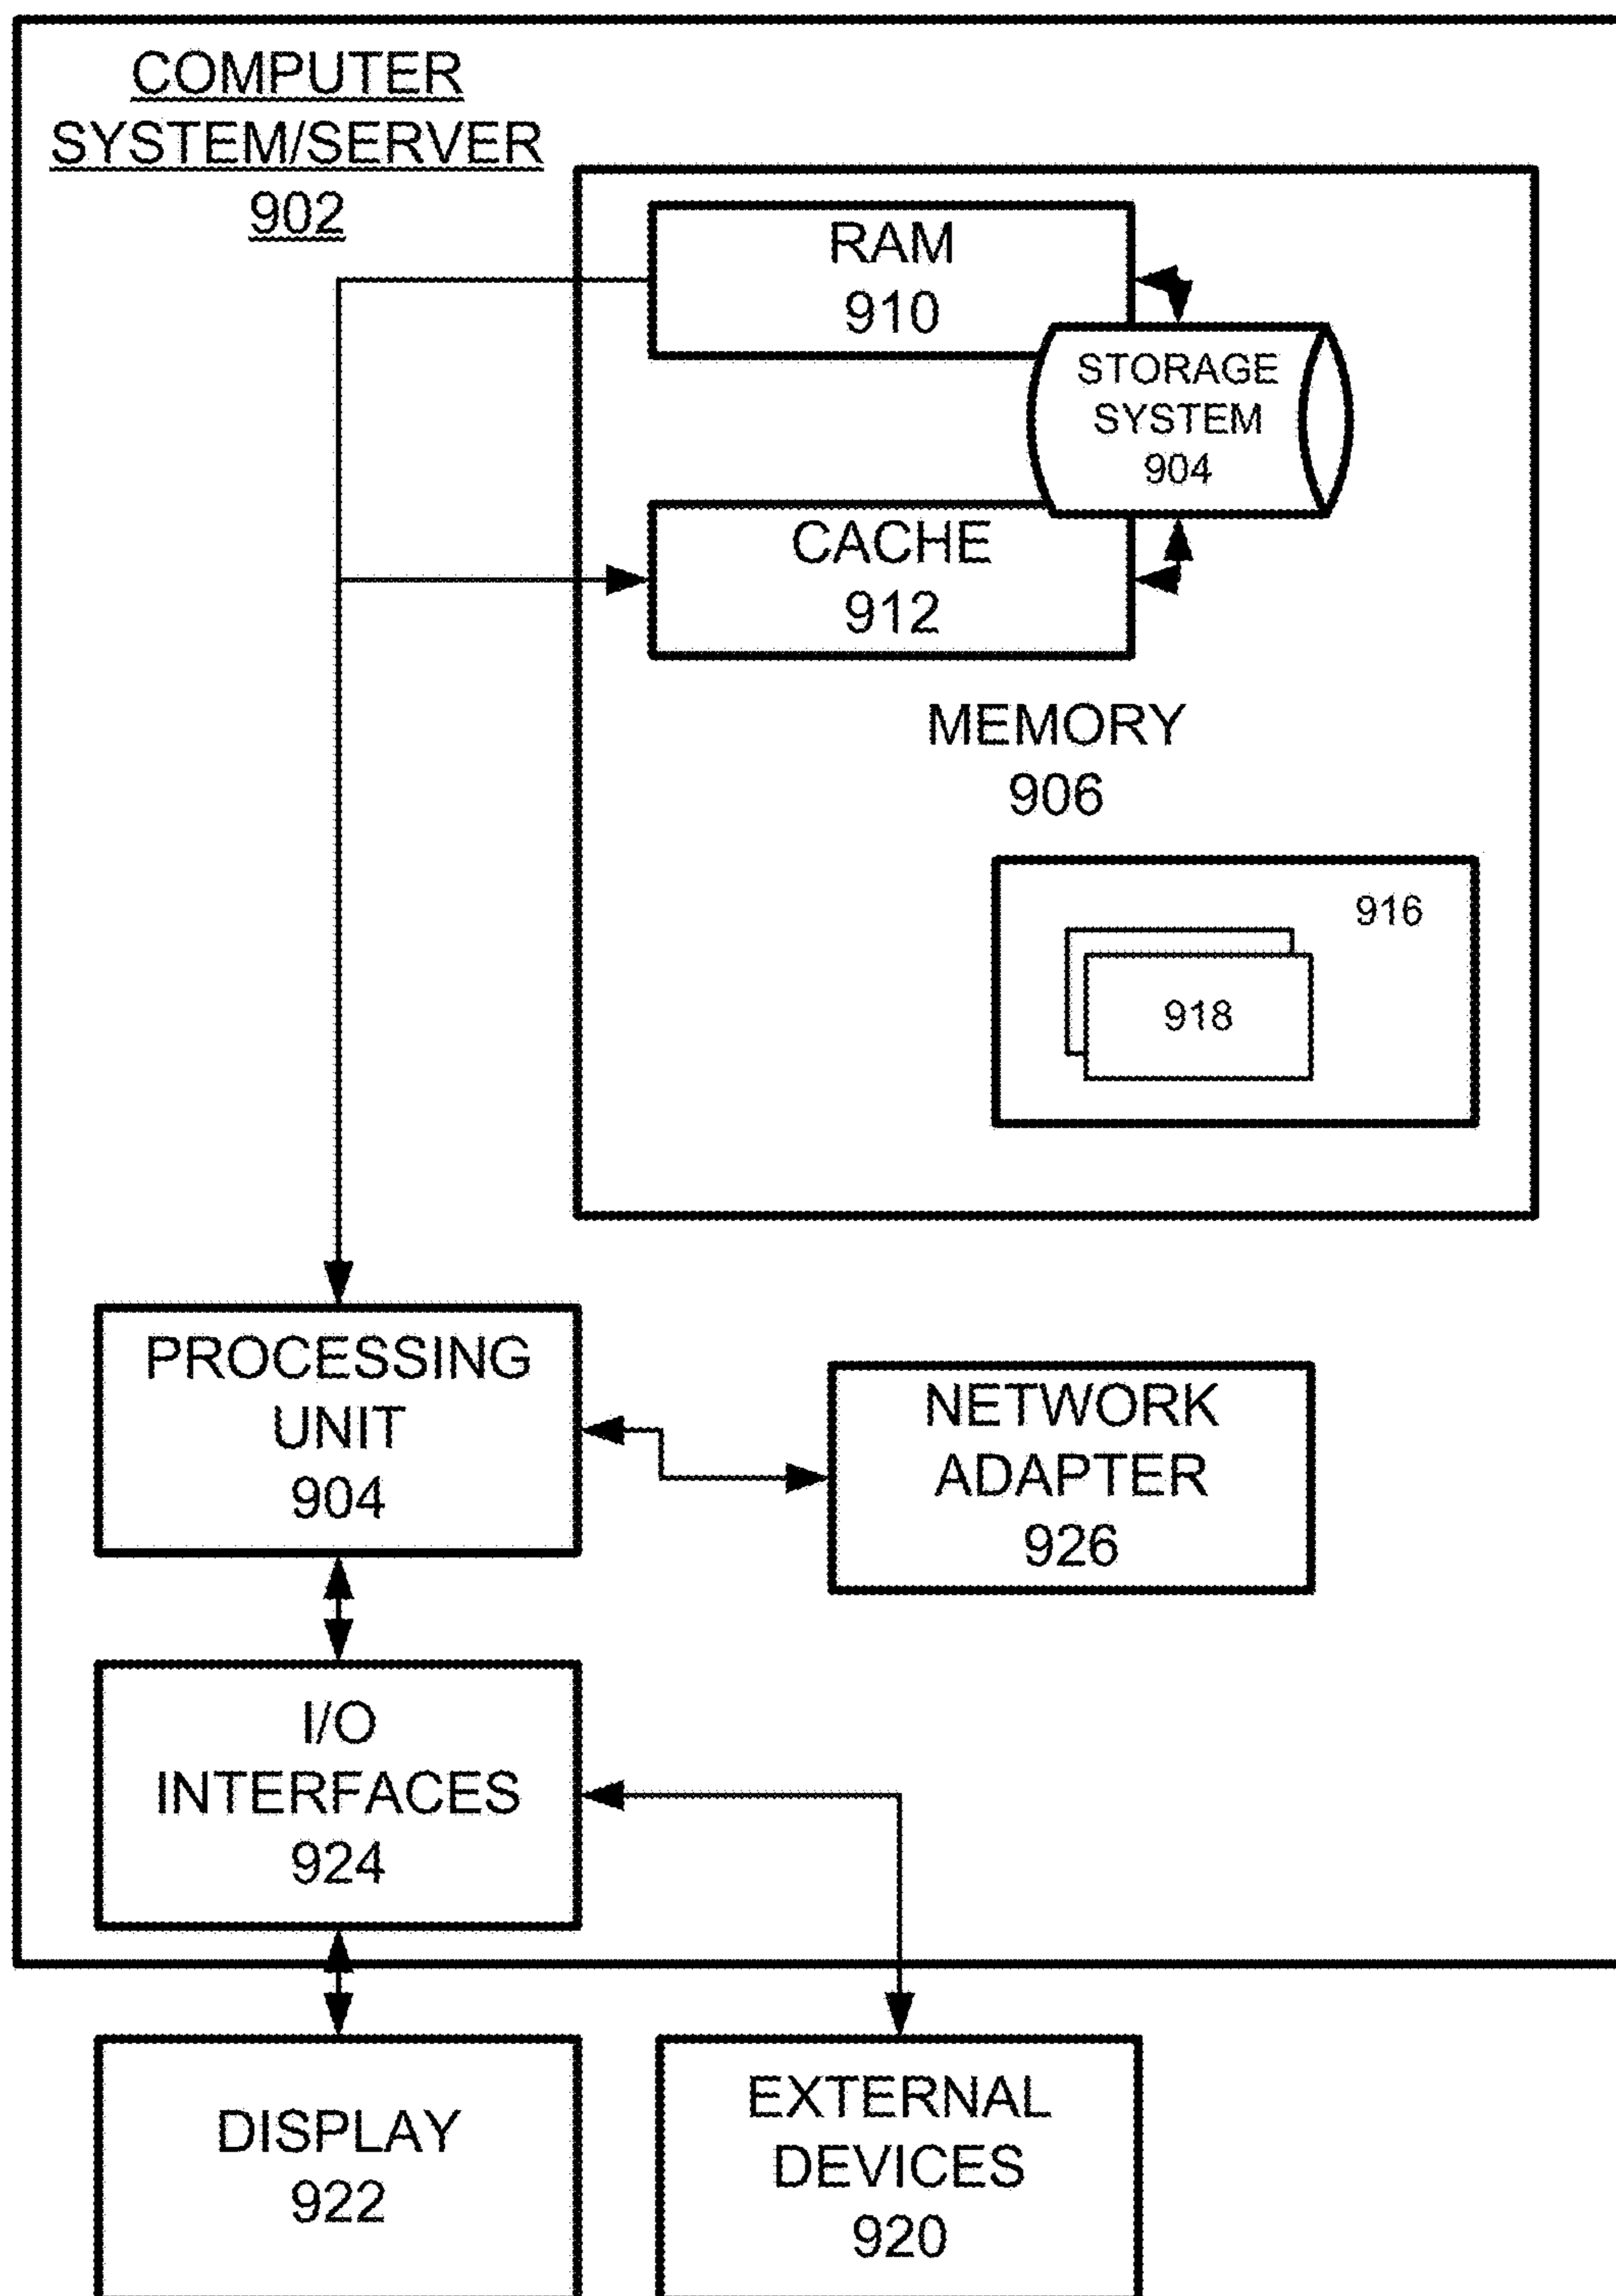 COMPUTER
SYSTEM/SERVER
902
RAM
910
STORAGE
SYSTEM
904
CACHE
912
MEMORY
906
916
918
PROCESSING
UNIT
904
NETWORK
ADAPTER
926
I/O
INTERFACES
924
DISPLAY
922
EXTERNAL
DEVICES
920